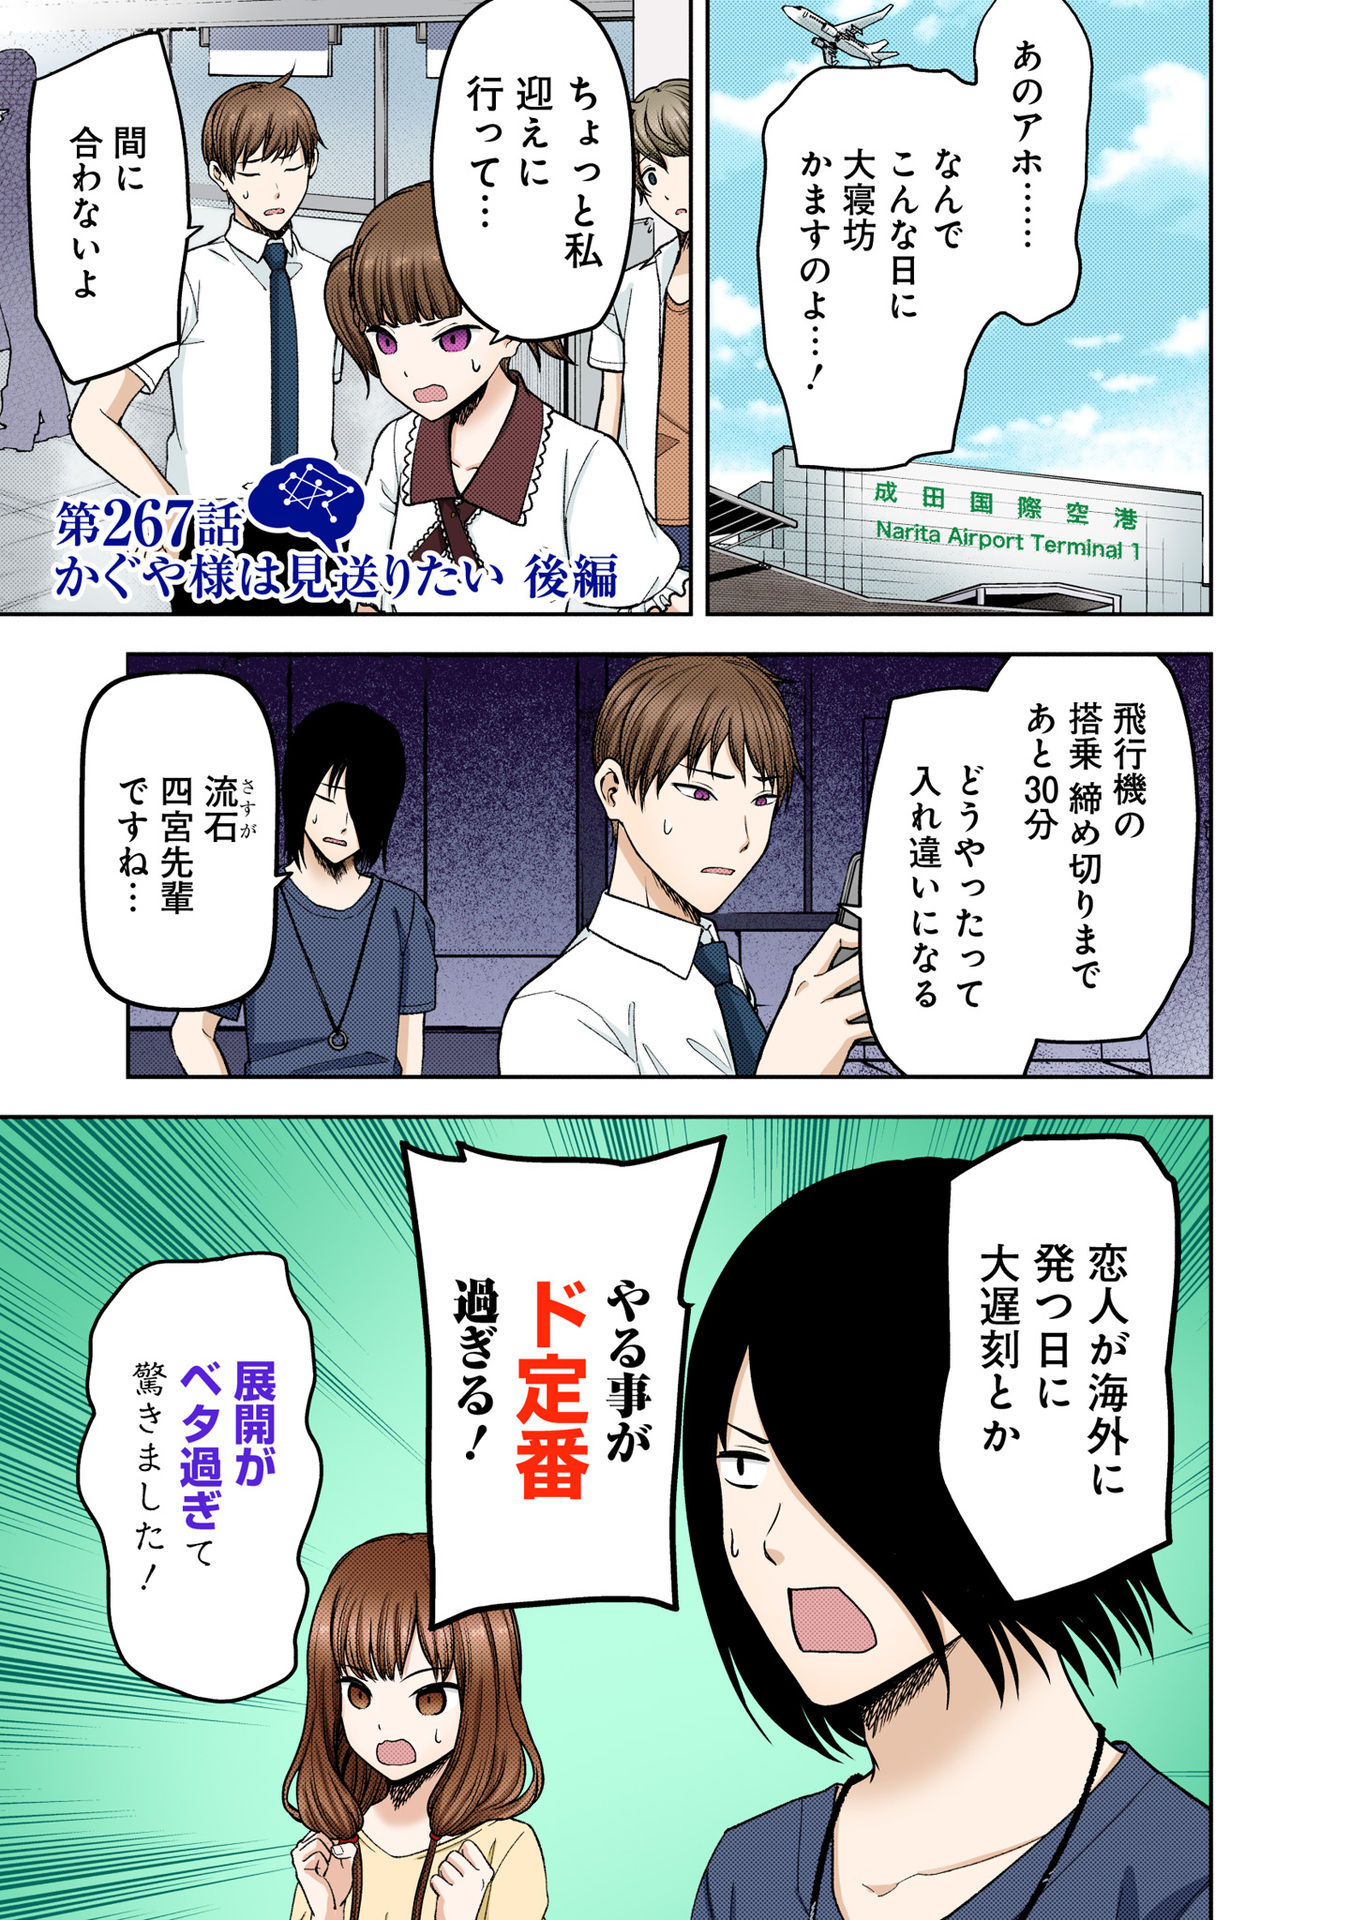 あのアホ……
なんで
こんな日に
大寝坊
かますのよ…！
成田国際空港
Narita Airport Terminal 1
ちょっと私
迎えに
行って…
間に
合わないよ
第267話
かぐや様は見送りたい 後編
飛行機の
搭乗締め切りまで
あと30分
どうやったって
入れ違いになる
流石
さすが
四宮先輩
ですね…
恋人が海外に
発つ日に
大遅刻とか
やる事が
ド定番
過ぎる！
展開が
ベタ過ぎて
驚きました！